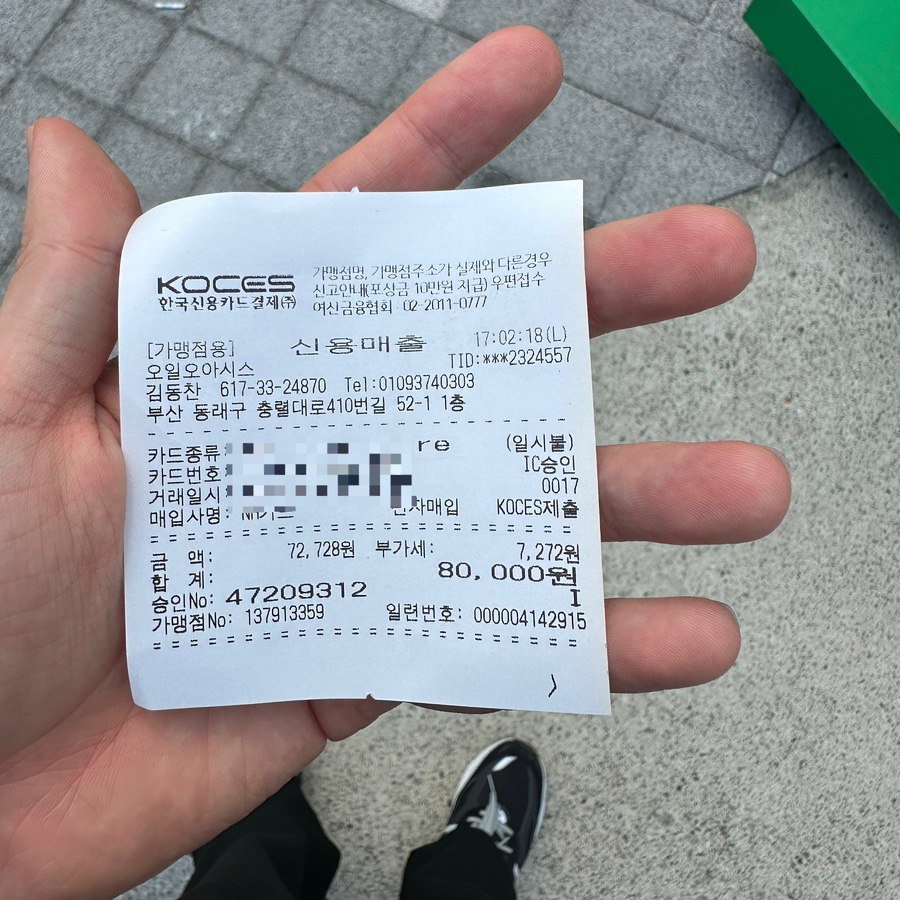 KOCES
한국신용카드결제㈜
가맹점명, 가맹점주소가 실제와 다른경우
신고안내(포상금 10만원 지급) 우편접수
여신금융협회 02-2011-0777
[가맹점용] 신용매출 17:02:18(L)
오일오아시스 TID:***2324557
김동찬 617-33-24870 Tel:01093740303
부산 동래구 충렬대로410번길 52-1 1층
카드종류: re (일시불)
카드번호: IC승인
거래일시: 0017
매입사명: 전자매입 KOCES제출
금 액: 72,728원 부가세: 7,272원
합 계: 80,000원
I
승인No: 47209312
가맹점No: 137913359 일련번호: 000004142915